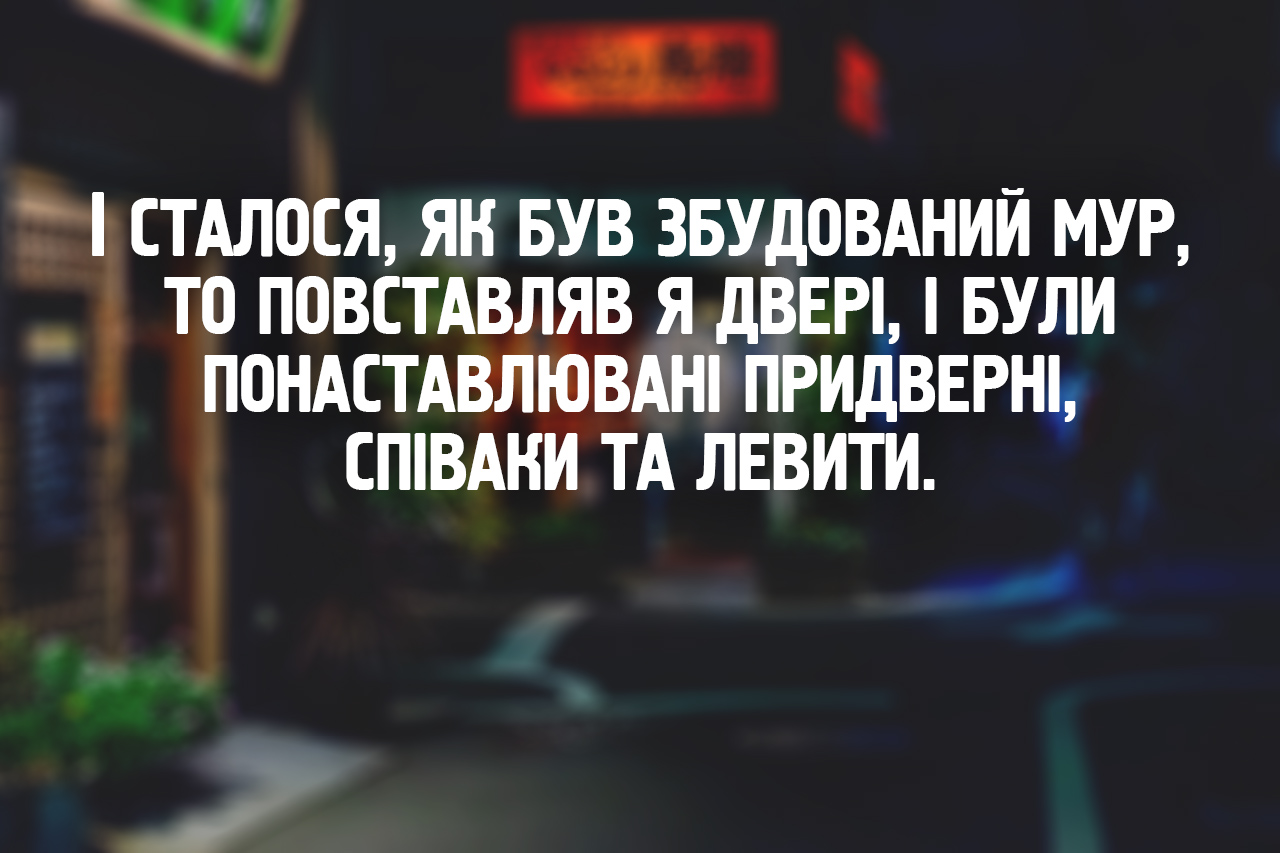 І СТАЛОСЯ, ЯК БУВ ЗБУДОВАНИЙ МУР,
ТО ПОВСТАВЛЯВ Я ДВЕРІ, І БУЛИ
ПОНАСТАВЛЮВАНІ ПРИДВЕРНІ,
СПІВАКИ ТА ЛЕВИТИ.